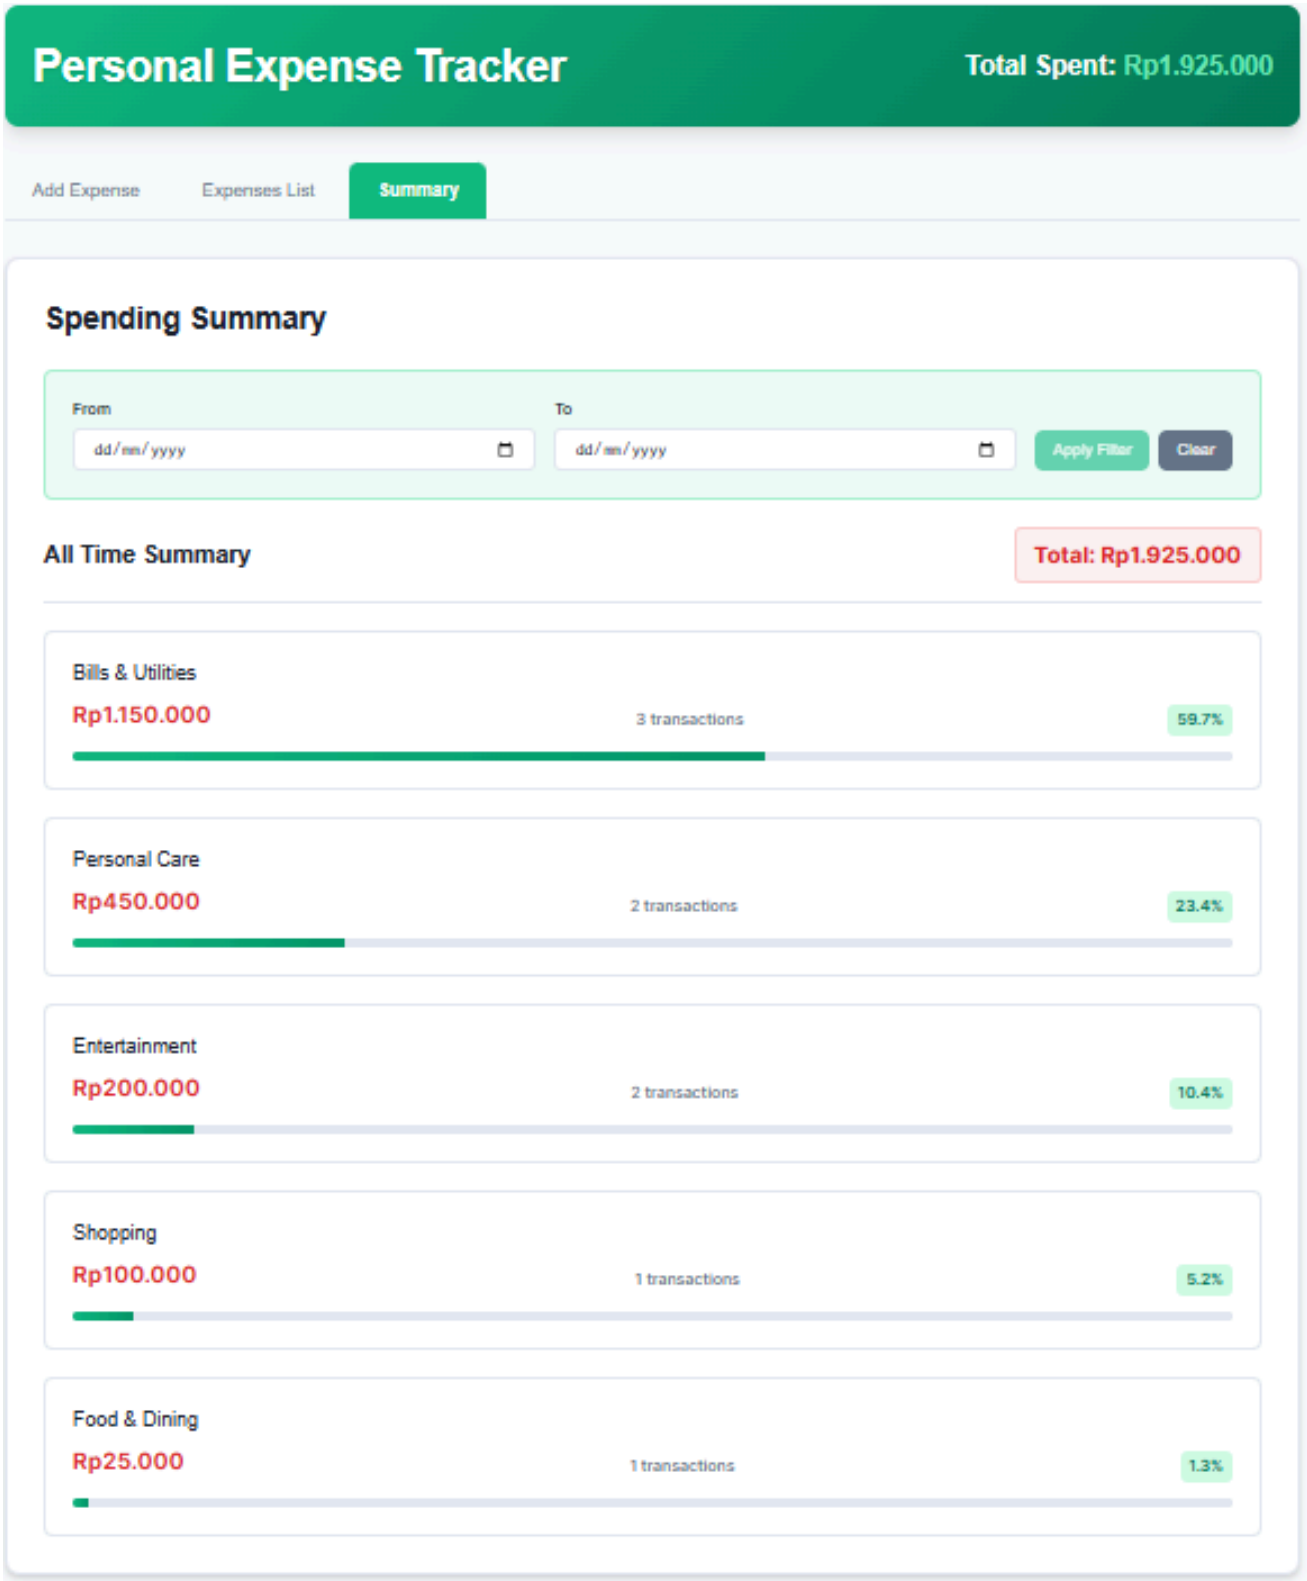 Personal Expense Tracker
Total Spent: Rp1.925.000
Add Expense
Expenses List
Summary
Spending Summary
From
To
dd/mm/yyyy
dd/mm/yyyy
Apply Filter
Clear
All Time Summary
Total: Rp1.925.000
Bills & Utilities
Rp1.150.000
3 transactions
59.7%
Personal Care
Rp450.000
2 transactions
23.4%
Entertainment
Rp200.000
2 transactions
10.4%
Shopping
Rp100.000
1 transactions
5.2%
Food & Dining
Rp25.000
1 transactions
1.3%